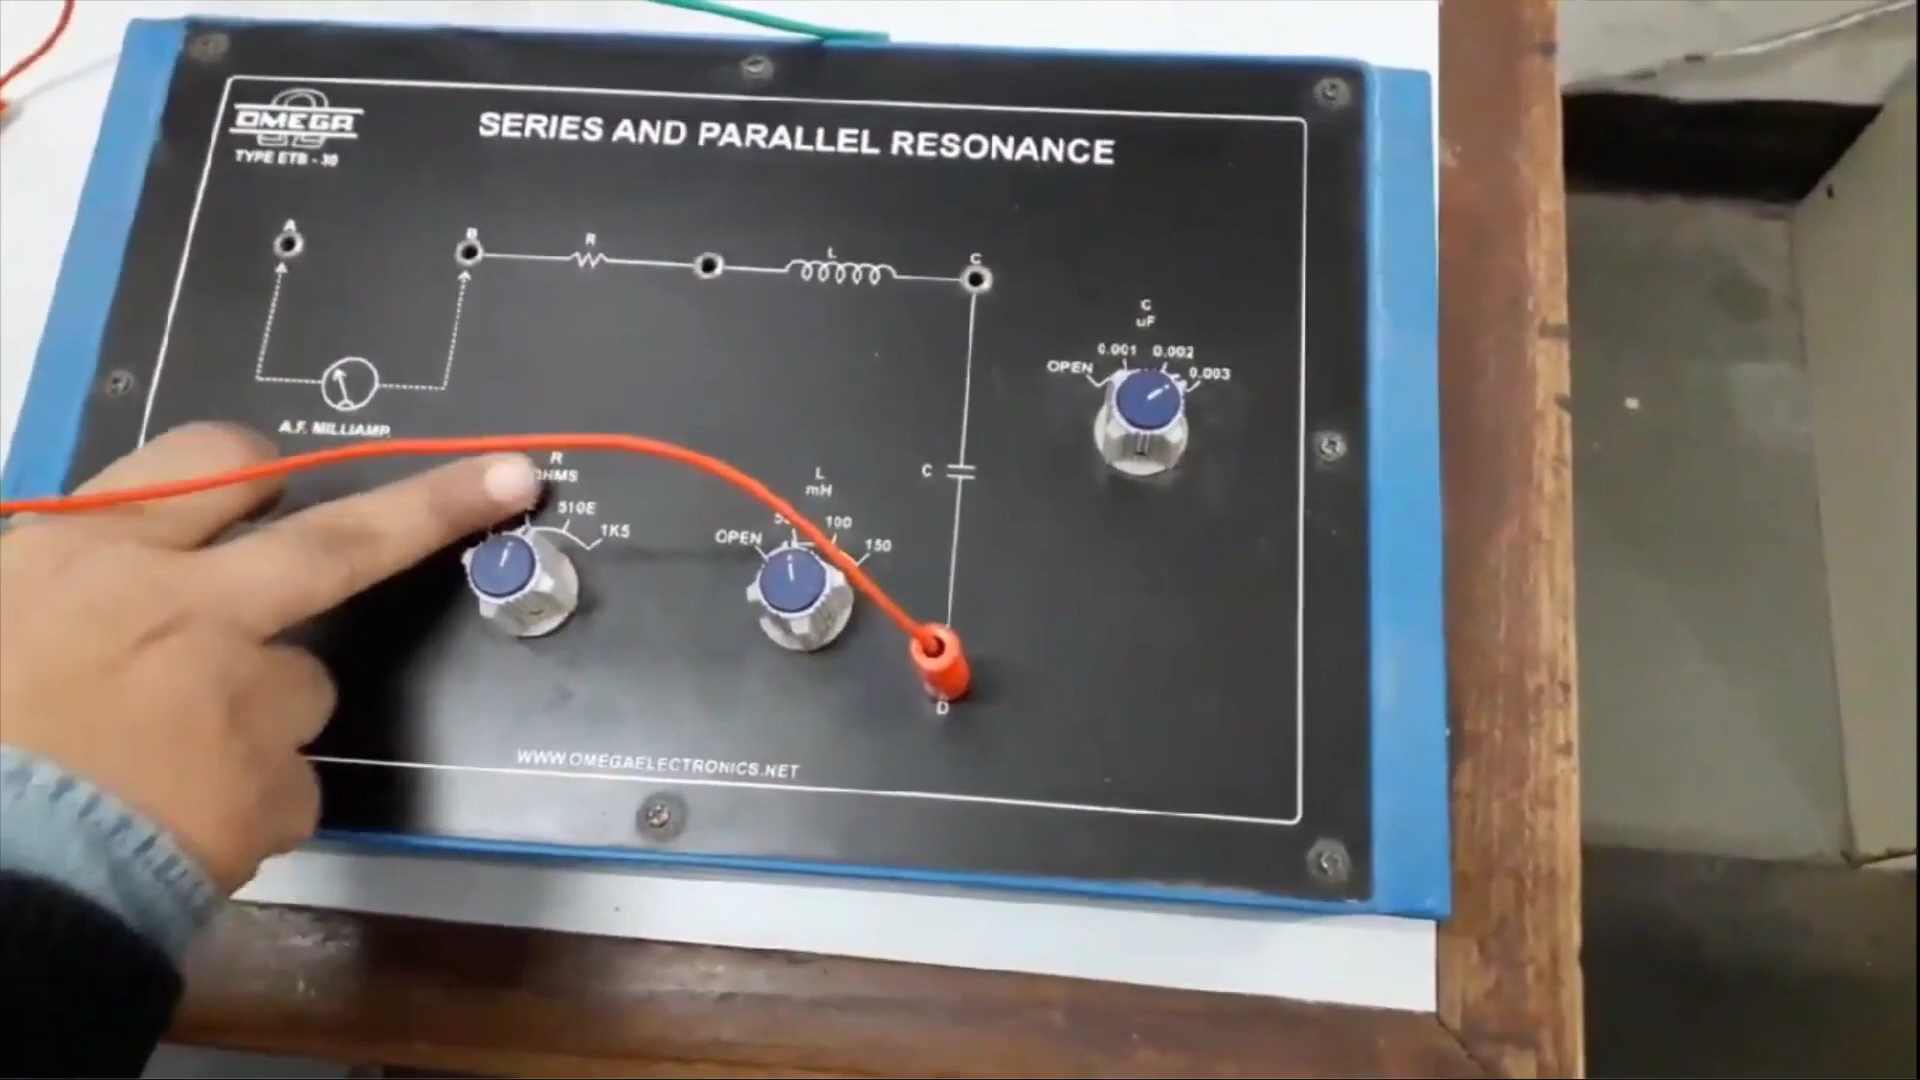 OMEGA
TYPE ETB - 30
SERIES AND PARALLEL RESONANCE
A
B
R
L
C
C
uF
OPEN
0.001
0.002
0.003
A.F. MILLIAMP.
R
OHMS
510E
1K5
L
mH
OPEN
100
150
C
D
WWW.OMEGAELECTRONICS.NET